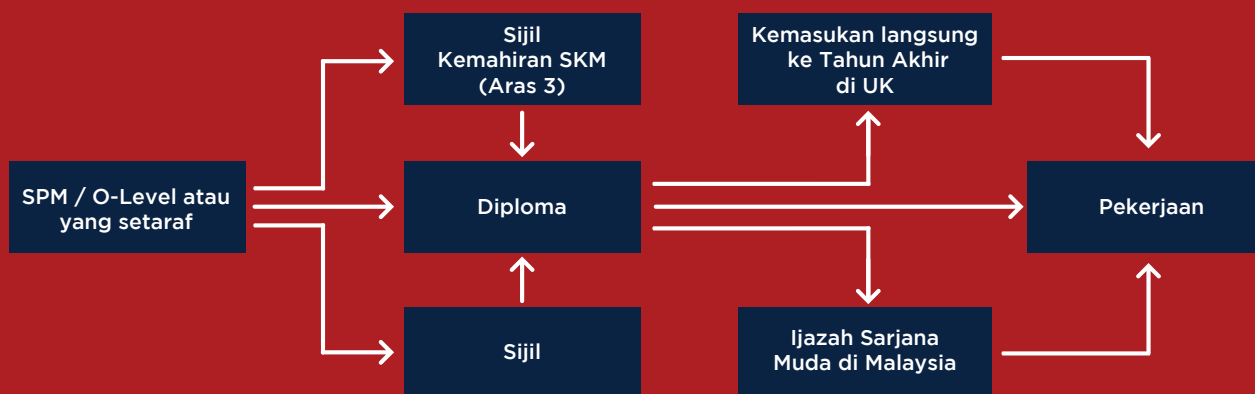 SPM / O-Level atau
yang setaraf
Sijil
Kemahiran SKM
(Aras 3)
Diploma
Sijil
Kemasukan langsung
ke Tahun Akhir
di UK
Ijazah Sarjana
Muda di Malaysia
Pekerjaan